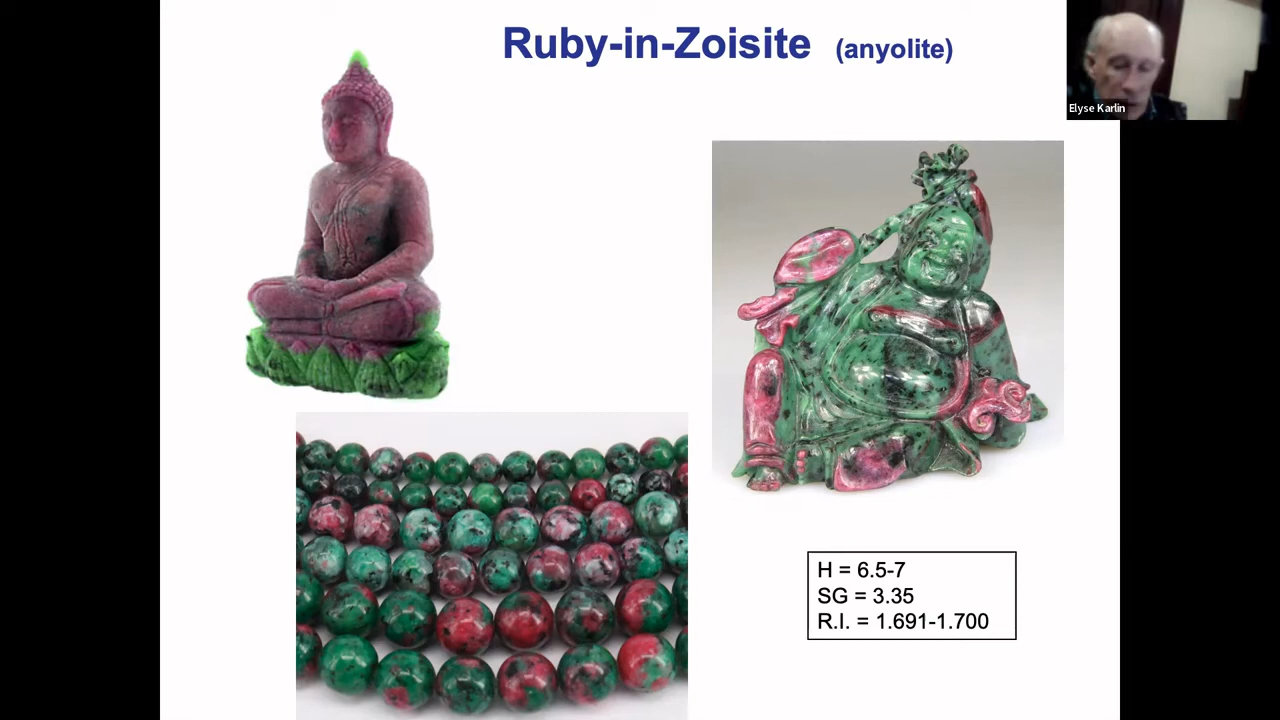 Ruby-in-Zoisite (anyolite)
Elyse Karlin
H = 6.5-7
SG = 3.35
R.I. = 1.691-1.700